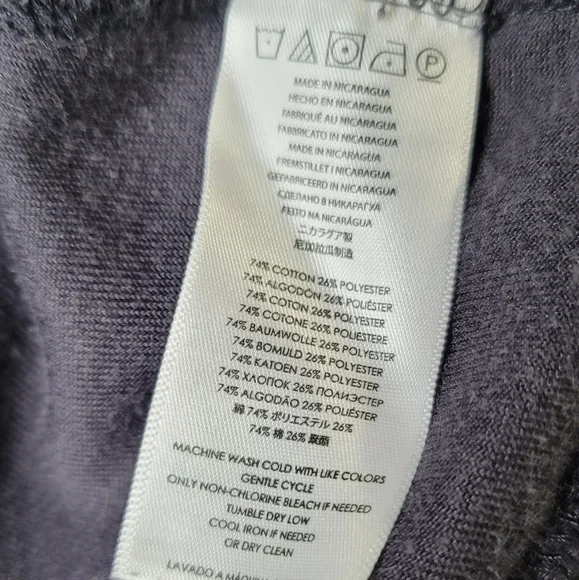 P
MADE IN NICARAGUA
HECHO EN NICARAGUA
FABRIQUÉ AU NICARAGUA
FABBRICATO IN NICARAGUA
MADE IN NICARAGUA
FREMSTILLET I NICARAGUA
GEFABRICEERD IN NICARAGUA
СДЕЛАНО В НИКАРАГУА
FEITO NA NICARÁGUA
ニカラグア製
尼加拉瓜制造
74% COTTON 26% POLYESTER
74% ALGODÓN 26% POLIÉSTER
74% COTON 26% POLYESTER
74% COTONE 26% POLIESTERE
74% BAUMWOLLE 26% POLYESTER
74% BOMULD 26% POLYESTER
74% KATOEN 26% POLYESTER
74% ХЛОПОК 26% ПОЛИЭСТЕР
74% ALGODÃO 26% POLIÉSTER
綿 74% ポリエステル 26%
74% 棉 26% 聚酯
MACHINE WASH COLD WITH LIKE COLORS
GENTLE CYCLE
ONLY NON-CHLORINE BLEACH IF NEEDED
TUMBLE DRY LOW
COOL IRON IF NEEDED
OR DRY CLEAN
LAVADO A